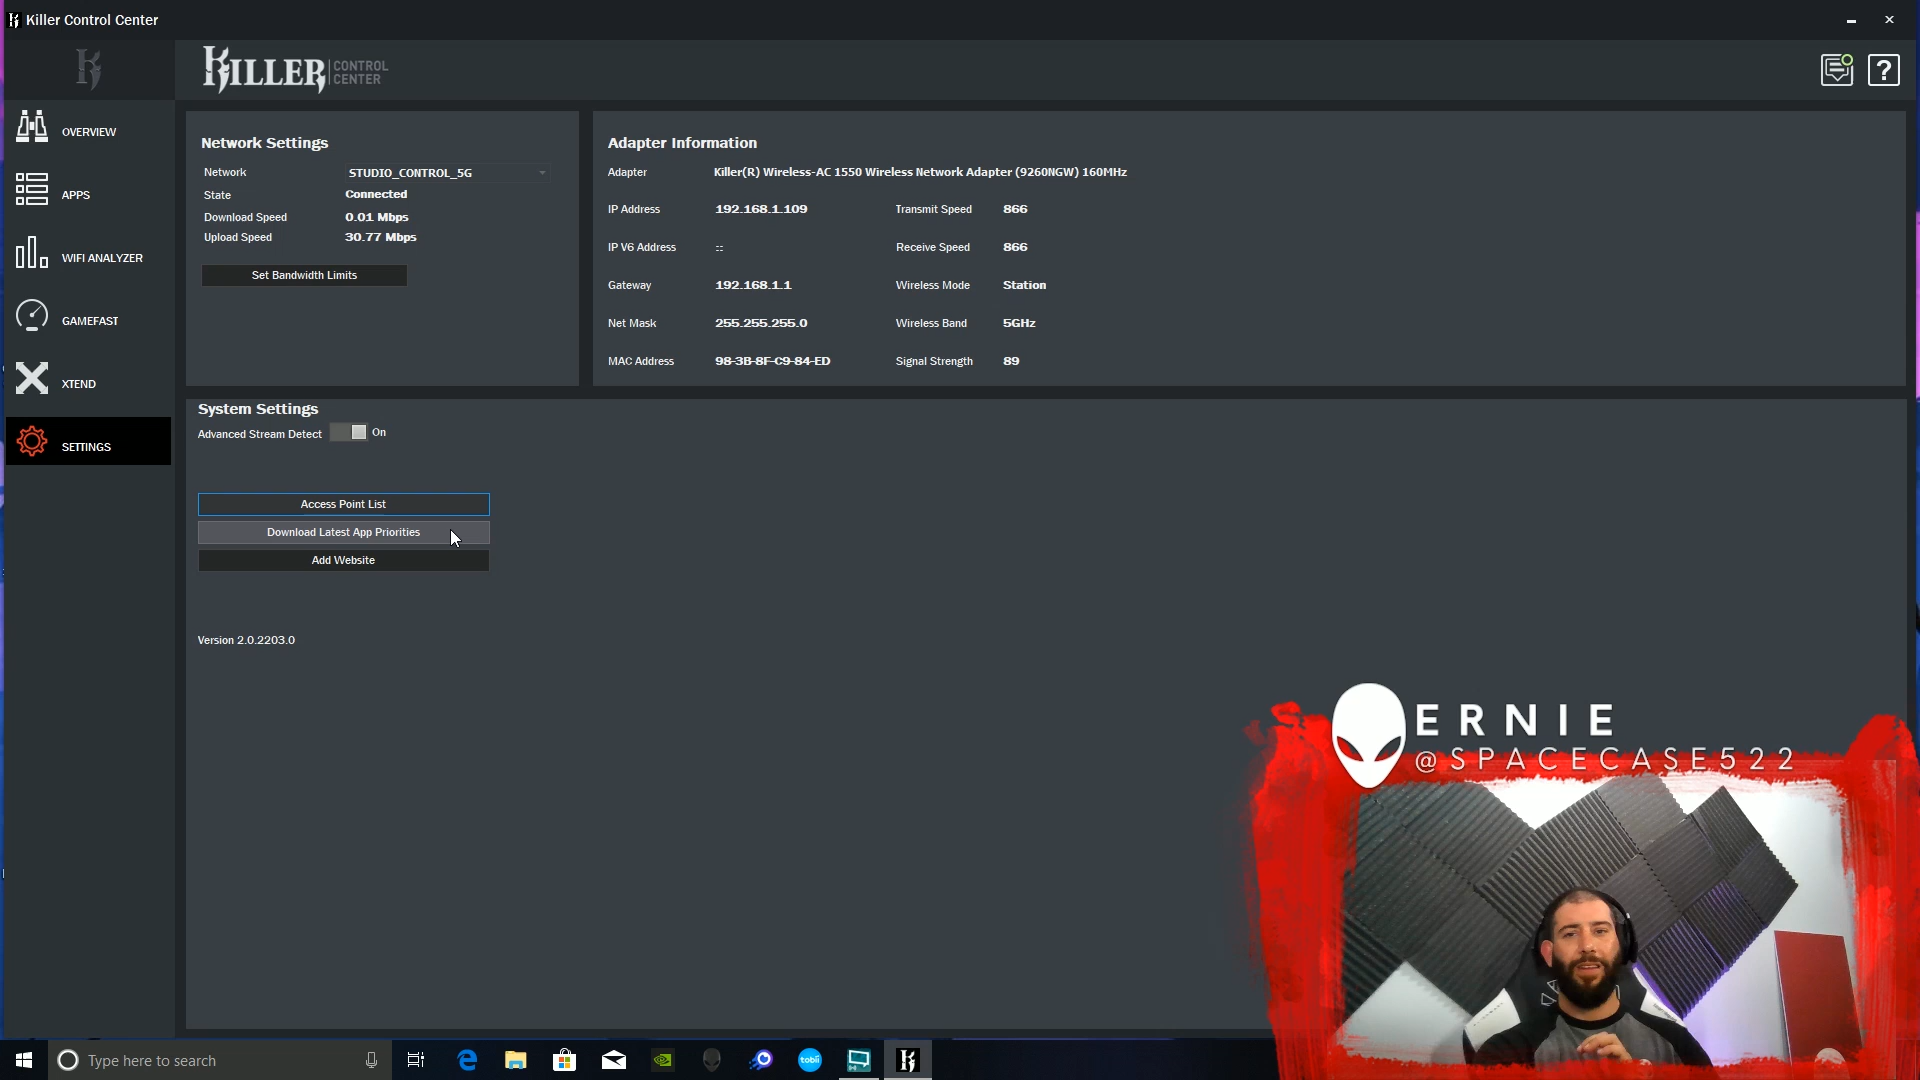 Killer Control Center
KILLER CONTROL CENTER
?
OVERVIEW
APPS
WIFI ANALYZER
GAMEFAST
XTEND
SETTINGS
Network Settings
Network STUDIO_CONTROL_5G
State Connected
Download Speed 0.01 Mbps
Upload Speed 30.77 Mbps
Set Bandwidth Limits
Adapter Information
Adapter Killer(R) Wireless-AC 1550 Wireless Network Adapter (9260NGW) 160MHz
IP Address 192.168.1.109 Transmit Speed 866
IP V6 Address :: Receive Speed 866
Gateway 192.168.1.1 Wireless Mode Station
Net Mask 255.255.255.0 Wireless Band 5GHz
MAC Address 98-3B-8F-C9-84-ED Signal Strength 89
System Settings
Advanced Stream Detect On
Access Point List
Download Latest App Priorities
Add Website
Version 2.0.2203.0
ERNIE
@SPACECASE522
Type here to search
tobii